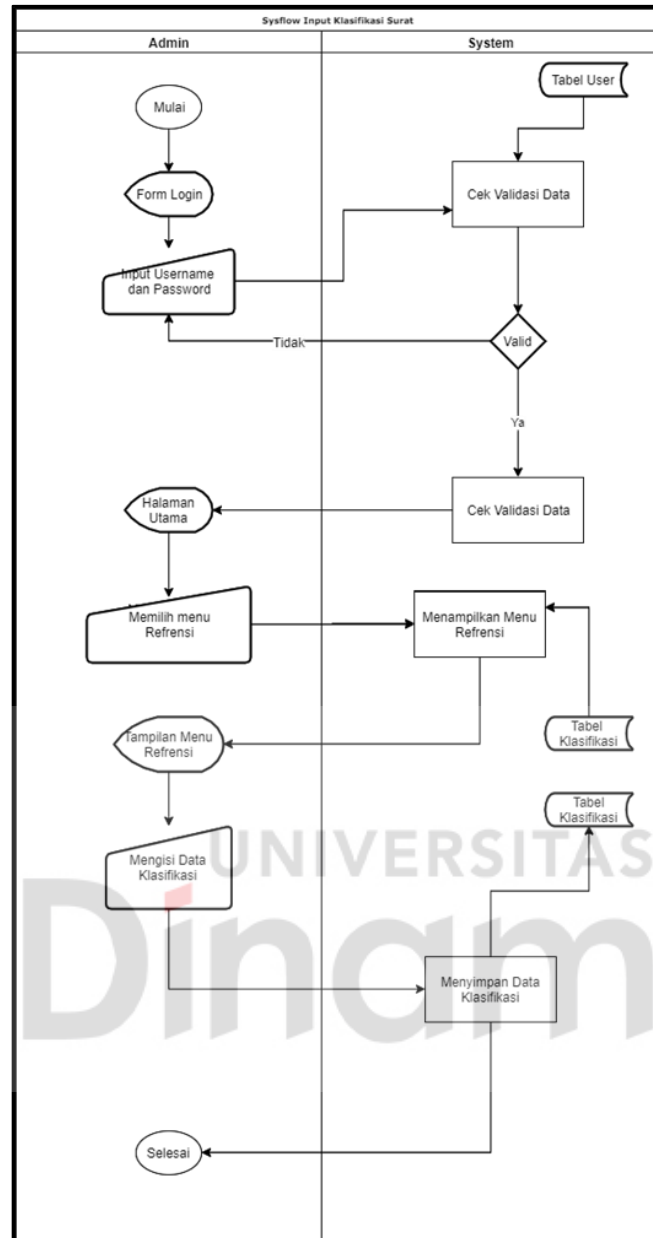 Sysflow Input Klasifikasi Surat
Admin
System
Tabel User
Mulai
Cek Validasi Data
Form Login
Input Username
dan Password
Valid
Tidak
Ya
Halaman
Utama
Cek Validasi Data
Memilih menu
Refrensi
Menampilkan Menu
Refrensi
Tampilan Menu
Refrensi
Tabel
Klasifikasi
Tabel
Klasifikasi
Mengisi Data
Klasifikasi
UNIVERSITAS
Dinam
Menyimpan Data
Klasifikasi
Selesai